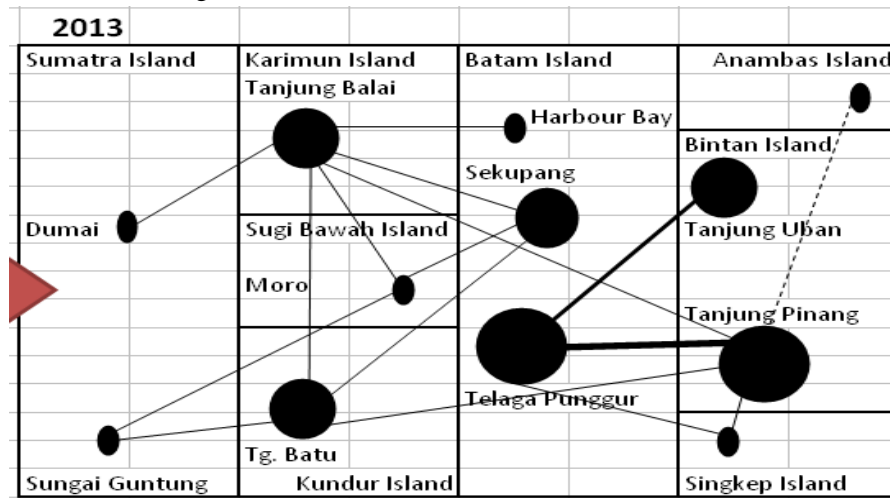 2013
Sumatra Island
Karimun Island
Batam Island
Anambas Island
Tanjung Balai
Harbour Bay
Bintan Island
Sekupang
Dumai
Sugi Bawah Island
Tanjung Uban
Moro
Tanjung Pinang
Telaga Punggur
Tg. Batu
Sungai Guntung
Kundur Island
Singkep Island